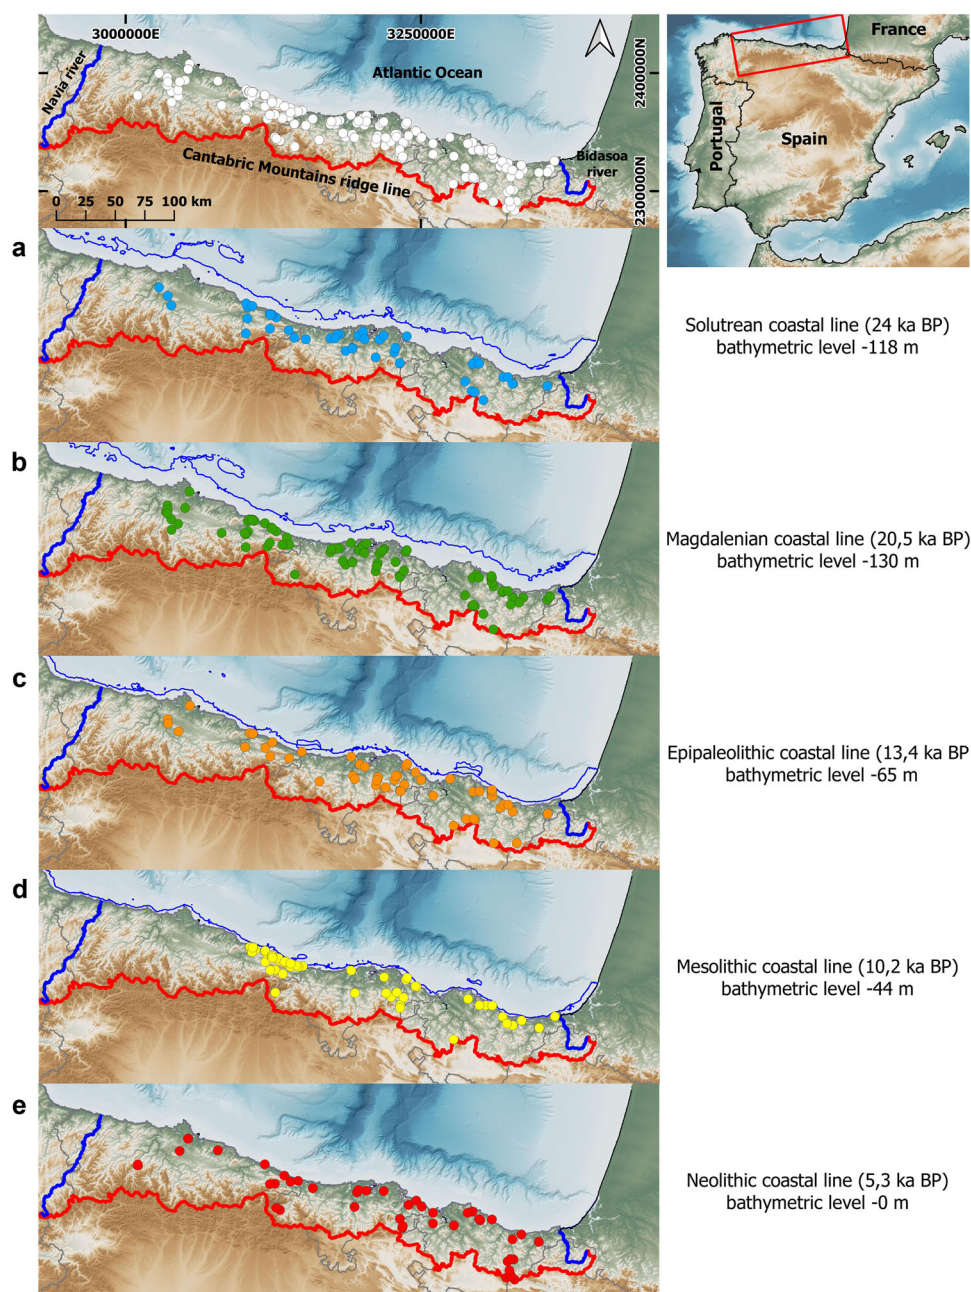 3000000E
3250000E
2400000N
2300000N
Navia river
Atlantic Ocean
Cantabric Mountains ridge line
Bidasoa
river
0 25 50 75 100 km
France
Portugal
Spain
a
Solutrean coastal line (24 ka BP)
bathymetric level -118 m
b
Magdalenian coastal line (20,5 ka BP)
bathymetric level -130 m
c
Epipaleolithic coastal line (13,4 ka BP
bathymetric level -65 m
d
Mesolithic coastal line (10,2 ka BP)
bathymetric level -44 m
e
Neolithic coastal line (5,3 ka BP)
bathymetric level -0 m